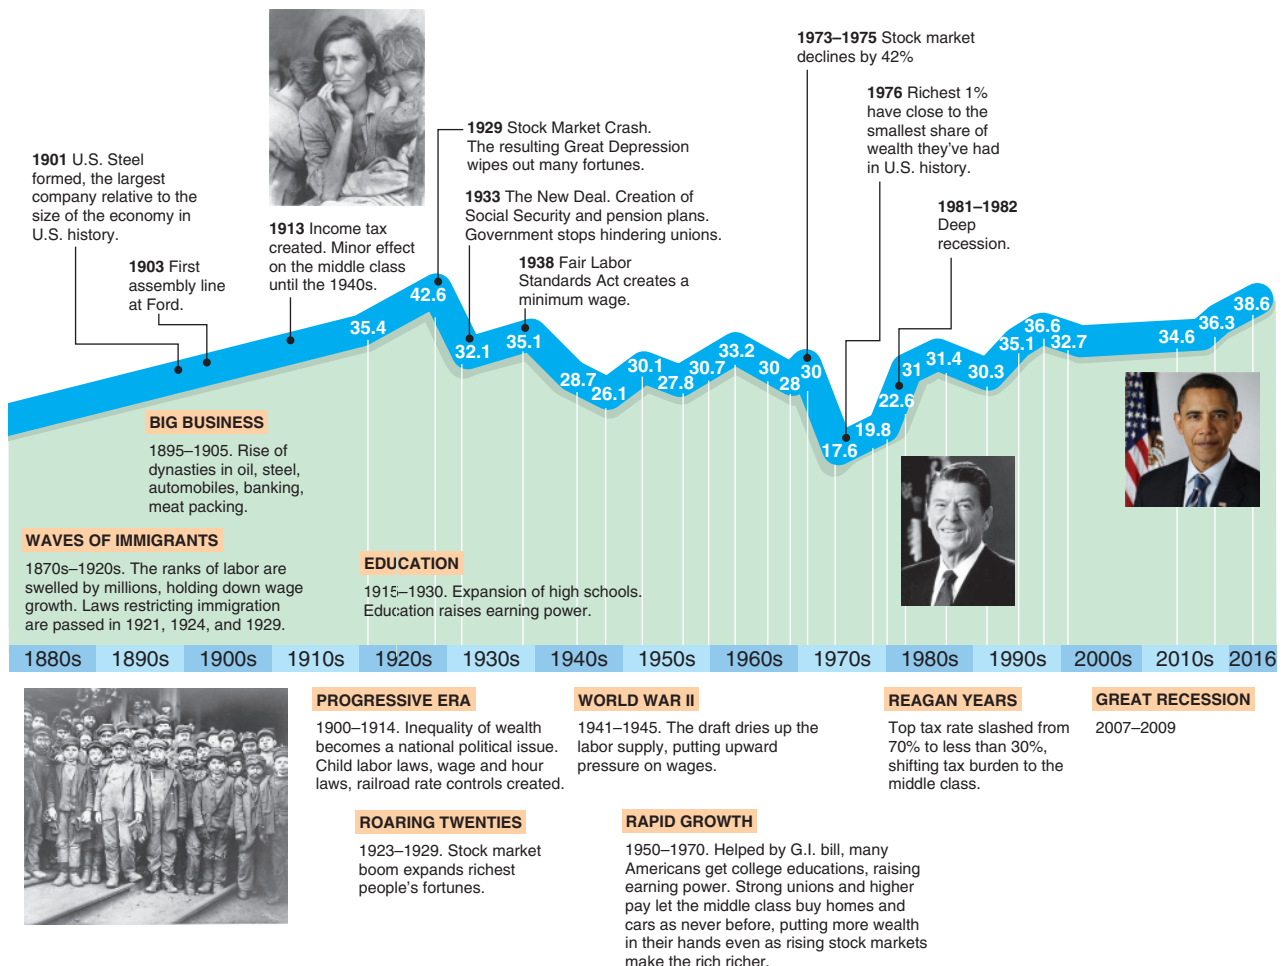 1973–1975 Stock market
declines by 42%
1976 Richest 1%
have close to the
smallest share of
wealth they’ve had
in U.S. history.
1929 Stock Market Crash.
The resulting Great Depression
wipes out many fortunes.
1901 U.S. Steel
formed, the largest
company relative to the
size of the economy in
U.S. history.
1933 The New Deal. Creation of
Social Security and pension plans.
Government stops hindering unions.
1981–1982
Deep
recession.
1913 Income tax
created. Minor effect
on the middle class
until the 1940s.
1903 First
assembly line
at Ford.
1938 Fair Labor
Standards Act creates a
minimum wage.
35.4
42.6
32.1
35.1
28.7
26.1
30.1
27.8
30.7
33.2
30
28
30
17.6
19.8
22.6
31
31.4
30.3
35.1
36.6
32.7
34.6
36.3
38.6
BIG BUSINESS
1895–1905. Rise of
dynasties in oil, steel,
automobiles, banking,
meat packing.
WAVES OF IMMIGRANTS
1870s–1920s. The ranks of labor are
swelled by millions, holding down wage
growth. Laws restricting immigration
are passed in 1921, 1924, and 1929.
EDUCATION
1915–1930. Expansion of high schools.
Education raises earning power.
1880s 1890s 1900s 1910s 1920s 1930s 1940s 1950s 1960s 1970s 1980s 1990s 2000s 2010s 2016
PROGRESSIVE ERA
1900–1914. Inequality of wealth
becomes a national political issue.
Child labor laws, wage and hour
laws, railroad rate controls created.
WORLD WAR II
1941–1945. The draft dries up the
labor supply, putting upward
pressure on wages.
REAGAN YEARS
Top tax rate slashed from
70% to less than 30%,
shifting tax burden to the
middle class.
GREAT RECESSION
2007–2009
ROARING TWENTIES
1923–1929. Stock market
boom expands richest
people’s fortunes.
RAPID GROWTH
1950–1970. Helped by G.I. bill, many
Americans get college educations, raising
earning power. Strong unions and higher
pay let the middle class buy homes and
cars as never before, putting more wealth
in their hands even as rising stock markets
make the rich richer.